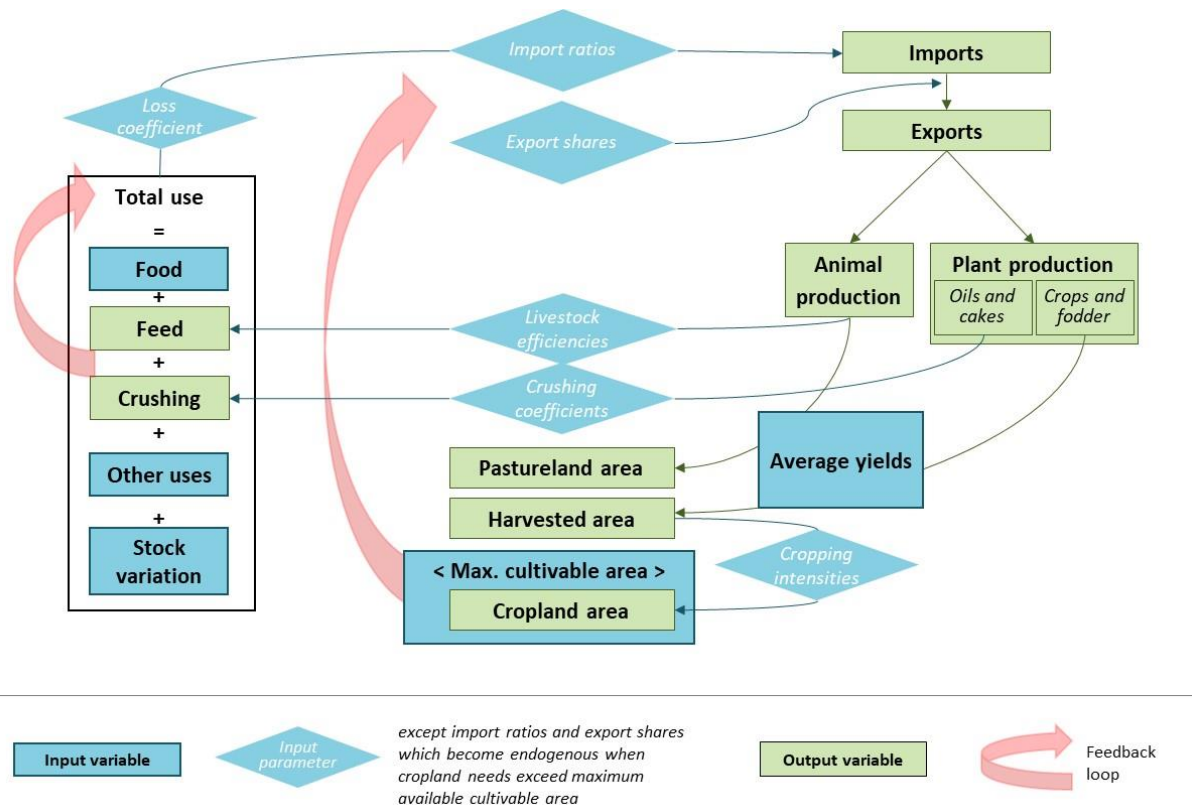 Import ratios
Imports
Loss
coefficient
Export shares
Exports
Total use
=
Food
+
Feed
+
Crushing
+
Other uses
+
Stock
variation
Animal
production
Plant production
Oils and
cakes
Crops and
fodder
Livestock
efficiencies
Crushing
coefficients
Average yields
Pastureland area
Harvested area
Cropping
intensities
< Max. cultivable area >
Cropland area
Input variable
Input
parameter
except import ratios and export shares
which become endogenous when
cropland needs exceed maximum
available cultivable area
Output variable
Feedback
loop